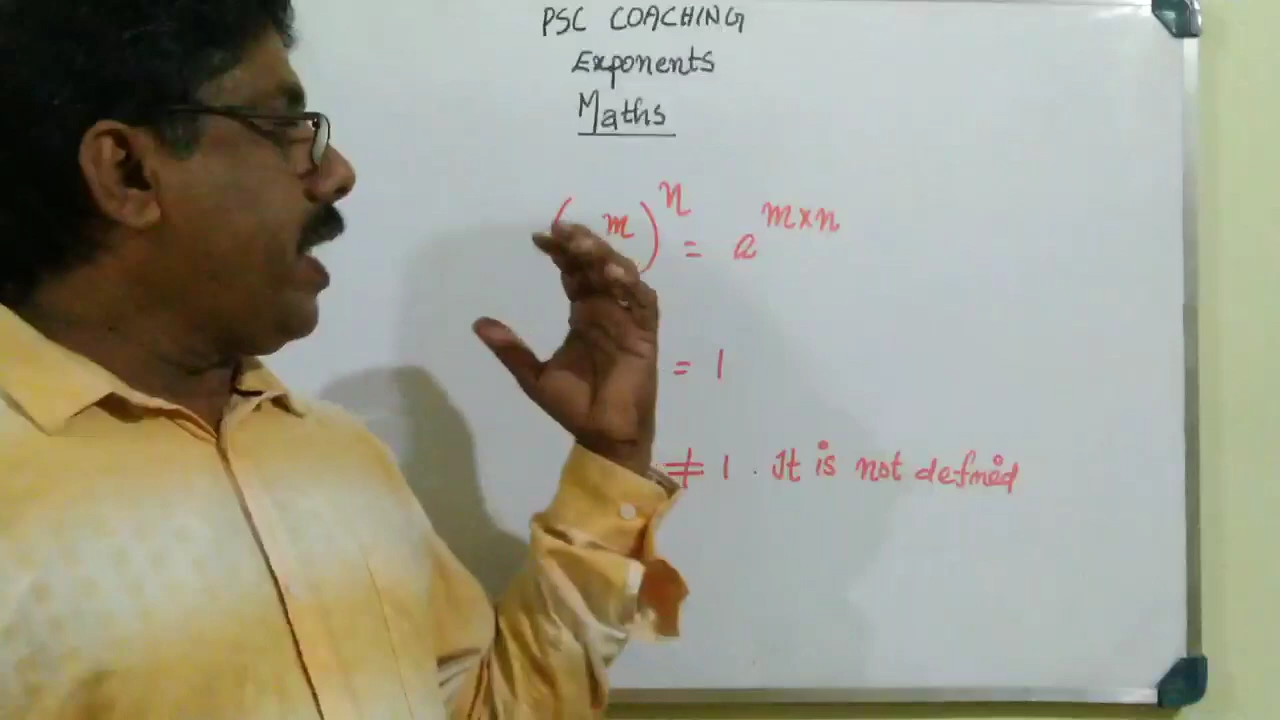 PSC COACHING
Exponents
Maths
( m)^n = a^m×n
= 1
≠ 1 . It is not defined